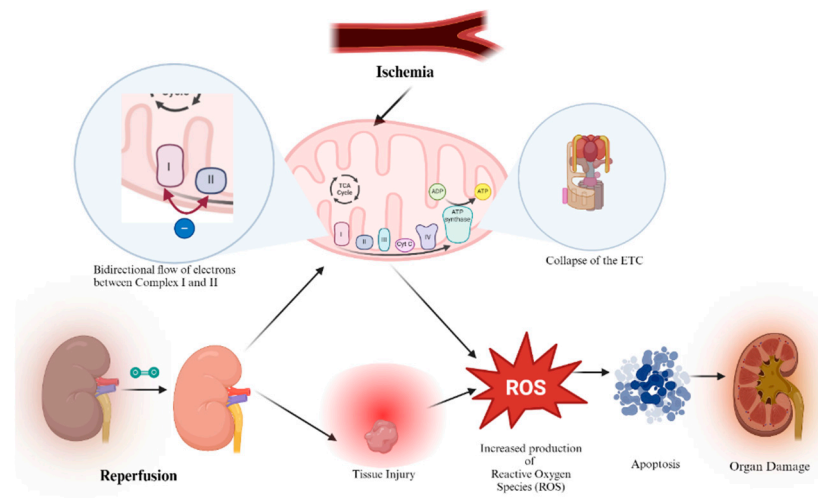 Ischemia
Cycle
I
II
−
Bidirectional flow of electrons
between Complex I and II
TCA
Cycle
ADP
ATP
ATP
synthase
I
II
III
Cyt C
IV
Collapse of the ETC
Reperfusion
Tissue Injury
ROS
Increased production
of
Reactive Oxygen
Species (ROS)
Apoptosis
Organ Damage